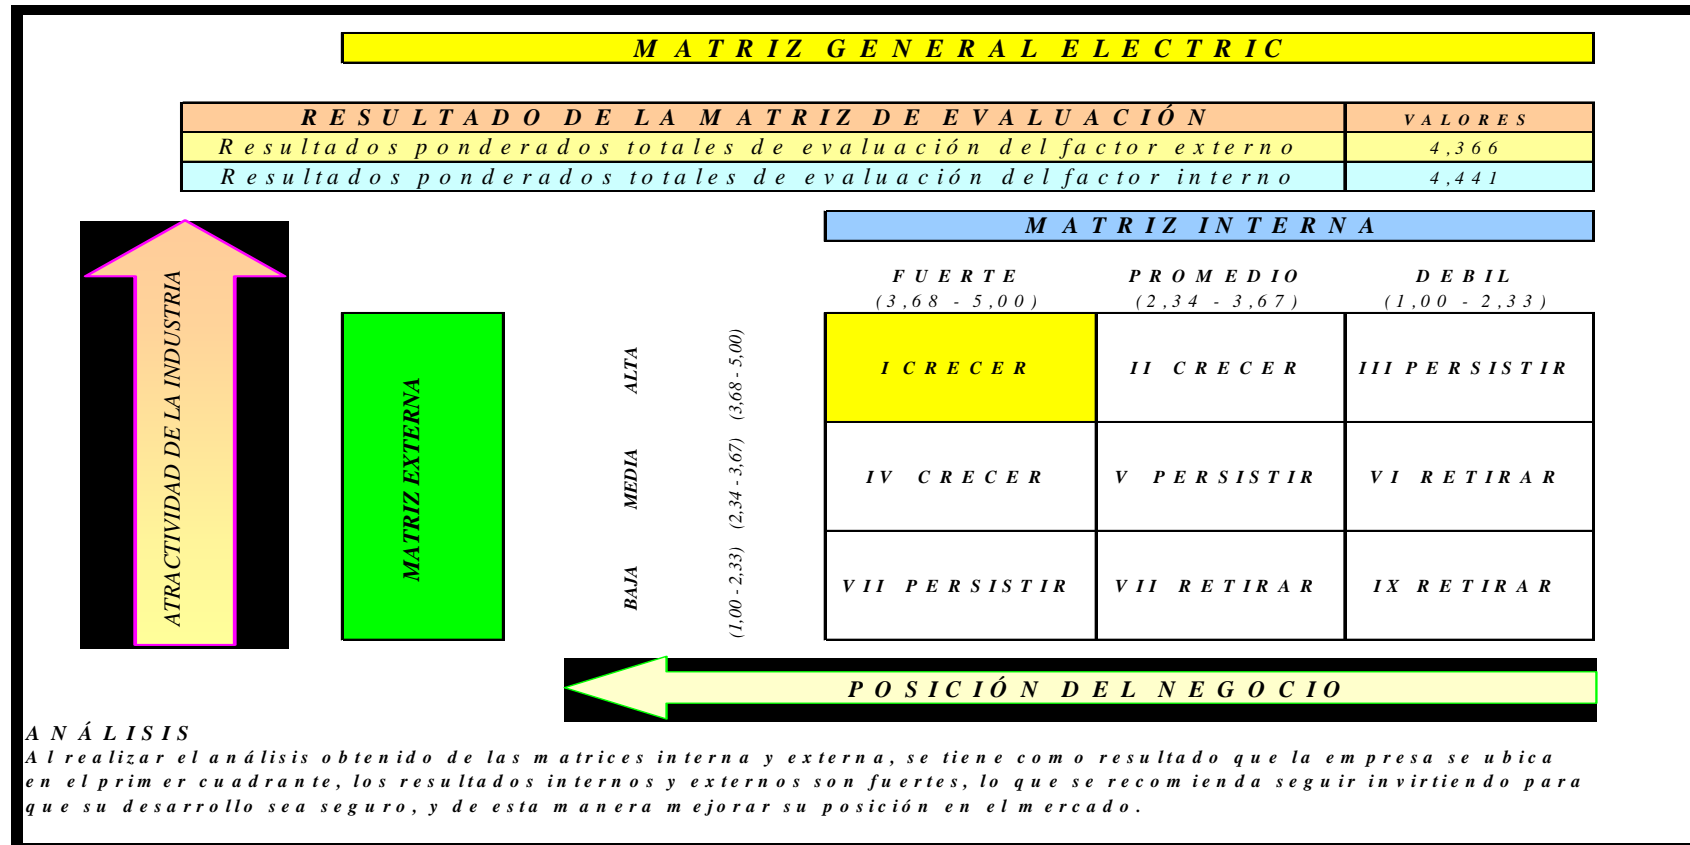 MATRIZ GENERAL ELECTRIC
RESULTADO DE LA MATRIZ DE EVALUACIÓN VALORES
Resultados ponderados totales de evaluación del factor externo 4,366
Resultados ponderados totales de evaluación del factor interno 4,441
MATRIZ INTERNA
FUERTE PROMEDIO DEBIL
(3,68 - 5,00) (2,34 - 3,67) (1,00 - 2,33)
ATRACTIVIDAD DE LA INDUSTRIA
MATRIZ EXTERNA
ALTA (3,68 - 5,00) I CRECER II CRECER III PERSISTIR
MEDIA (2,34 - 3,67) IV CRECER V PERSISTIR VI RETIRAR
BAJA (1,00 - 2,33) VII PERSISTIR VII RETIRAR IX RETIRAR
POSICIÓN DEL NEGOCIO
ANÁLISIS
Al realizar el análisis obtenido de las matrices interna y externa, se tiene como resultado que la empresa se ubica
en el primer cuadrante, los resultados internos y externos son fuertes, lo que se recomienda seguir invirtiendo para
que su desarrollo sea seguro, y de esta manera mejorar su posición en el mercado.